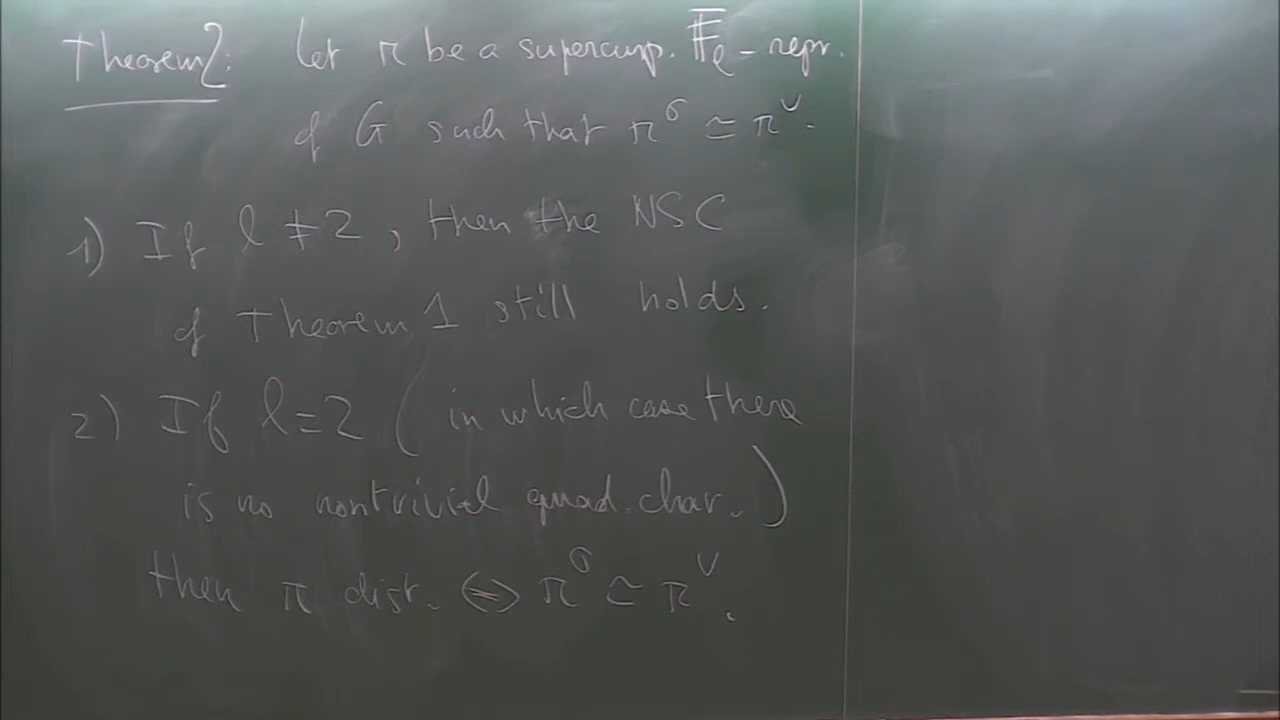 Theorem 2: Let π be a supercusp. F̅_ℓ-repr.
of G such that π^σ ≃ π^∨.
1) If ℓ ≠ 2, then the NSC
of Theorem 1 still holds.
2) If ℓ = 2 (in which case there
is no nontrivial quad. char.)
then π dist. ⇔ π^σ ≃ π^∨.